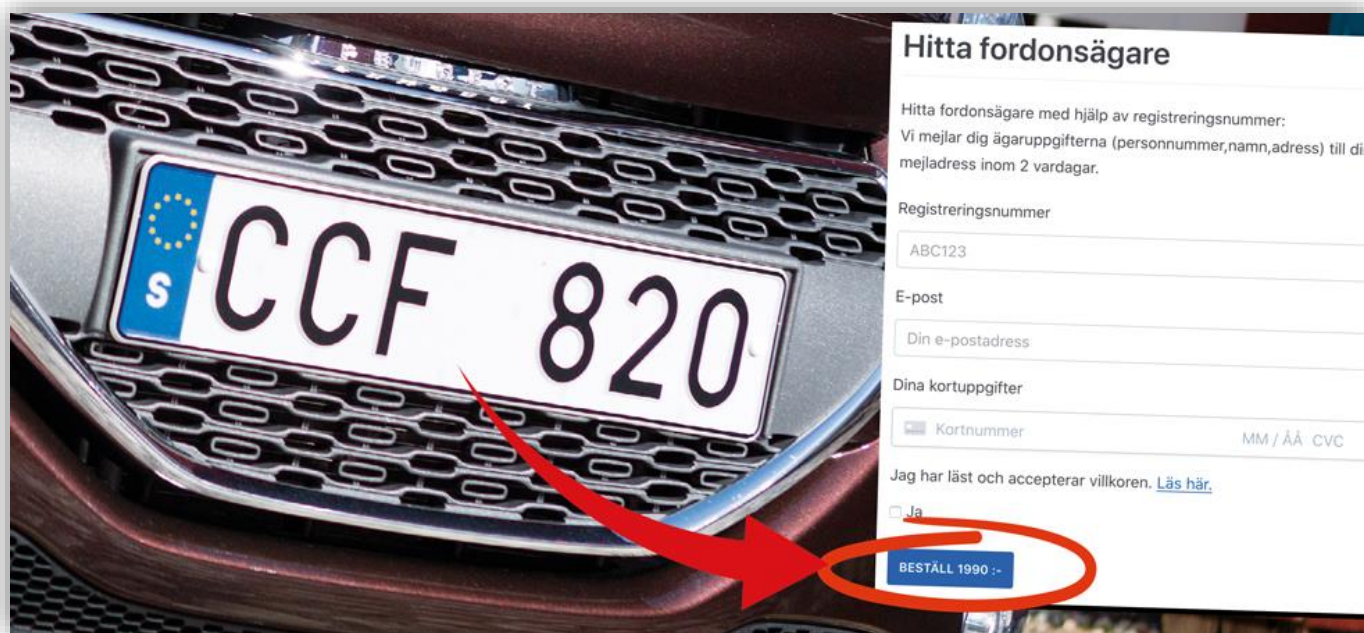 S
CCF 820
Hitta fordonsägare
Hitta fordonsägare med hjälp av registreringsnummer:
Vi mejlar dig ägaruppgifterna (personnummer,namn,adress) till
mejladress inom 2 vardagar.
Registreringsnummer
ABC123
E-post
Din e-postadress
Dina kortuppgifter
Kortnummer MM / ÅÅ CVC
Jag har läst och accepterar villkoren. Läs här.
Ja
BESTÄLL 1990 :-